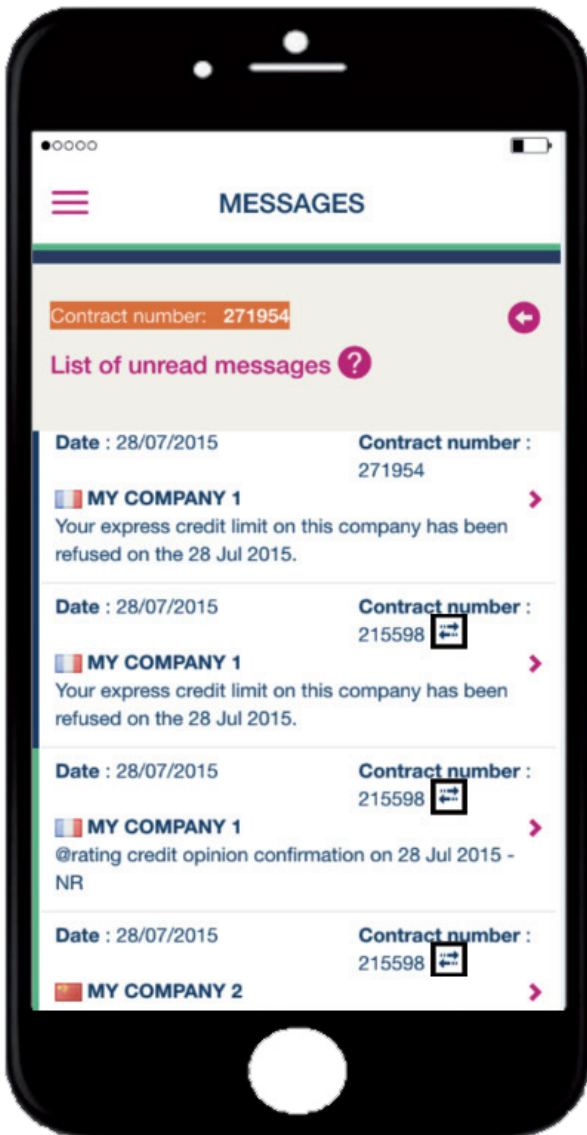 MESSAGES
Contract number: 271954
List of unread messages ?
Date : 28/07/2015 Contract number :
271954
MY COMPANY 1
Your express credit limit on this company has been
refused on the 28 Jul 2015.
Date : 28/07/2015 Contract number :
215598
MY COMPANY 1
Your express credit limit on this company has been
refused on the 28 Jul 2015.
Date : 28/07/2015 Contract number :
215598
MY COMPANY 1
@rating credit opinion confirmation on 28 Jul 2015 -
NR
Date : 28/07/2015 Contract number :
215598
MY COMPANY 2